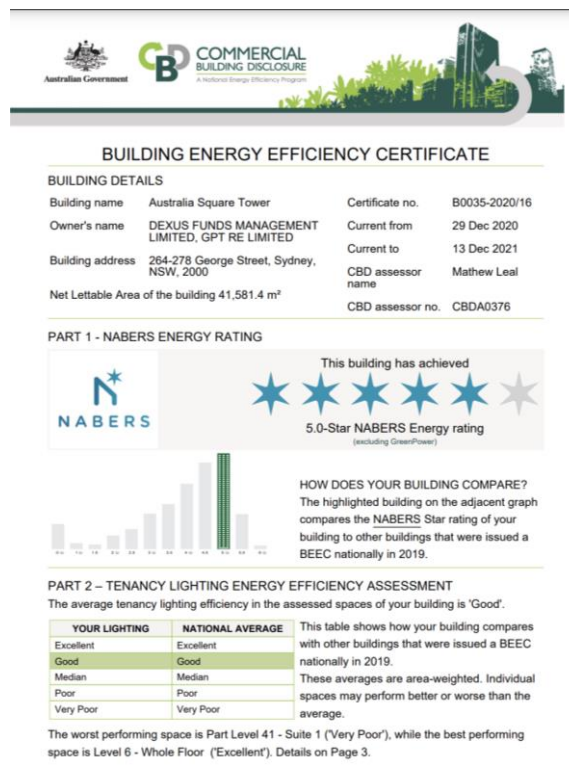 Australian Government
CBD
COMMERCIAL
BUILDING DISCLOSURE
A National Energy Efficiency Program
BUILDING ENERGY EFFICIENCY CERTIFICATE
BUILDING DETAILS
Building name Australia Square Tower
Owner's name DEXUS FUNDS MANAGEMENT
LIMITED, GPT RE LIMITED
Building address 264-278 George Street, Sydney,
NSW, 2000
Net Lettable Area of the building 41,581.4 m²
Certificate no. B0035-2020/16
Current from 29 Dec 2020
Current to 13 Dec 2021
CBD assessor Mathew Leal
name
CBD assessor no. CBDA0376
PART 1 - NABERS ENERGY RATING
NABERS
This building has achieved
5.0-Star NABERS Energy rating
(excluding GreenPower)
HOW DOES YOUR BUILDING COMPARE?
The highlighted building on the adjacent graph
compares the NABERS Star rating of your
building to other buildings that were issued a
BEEC nationally in 2019.
PART 2 – TENANCY LIGHTING ENERGY EFFICIENCY ASSESSMENT
The average tenancy lighting efficiency in the assessed spaces of your building is 'Good'.
YOUR LIGHTING NATIONAL AVERAGE
Excellent Excellent
Good Good
Median Median
Poor Poor
Very Poor Very Poor
This table shows how your building compares
with other buildings that were issued a BEEC
nationally in 2019.
These averages are area-weighted. Individual
spaces may perform better or worse than the
average.
The worst performing space is Part Level 41 - Suite 1 ('Very Poor'), while the best performing
space is Level 6 - Whole Floor ('Excellent'). Details on Page 3.